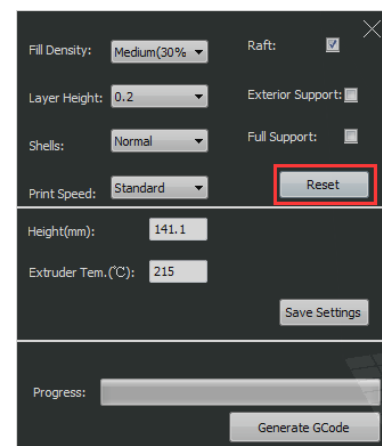 Fill Density: Medium(30% Raft:
Layer Height: 0.2 Exterior Support:
Shells: Normal Full Support:
Print Speed: Standard Reset
Height(mm): 141.1
Extruder Tem.(℃): 215
Save Settings
Progress:
Generate GCode